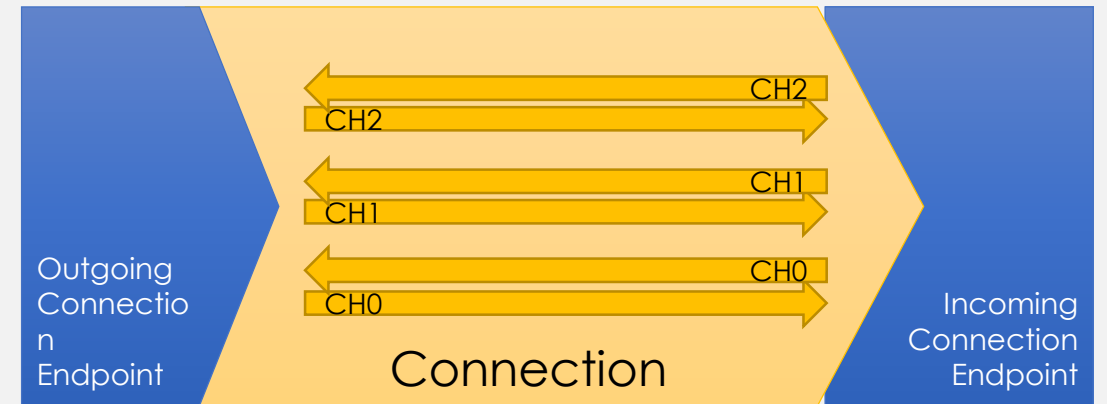 CH2
CH2
CH1
CH1
CH0
CH0
Outgoing
Connectio
n
Endpoint
Connection
Incoming
Connection
Endpoint